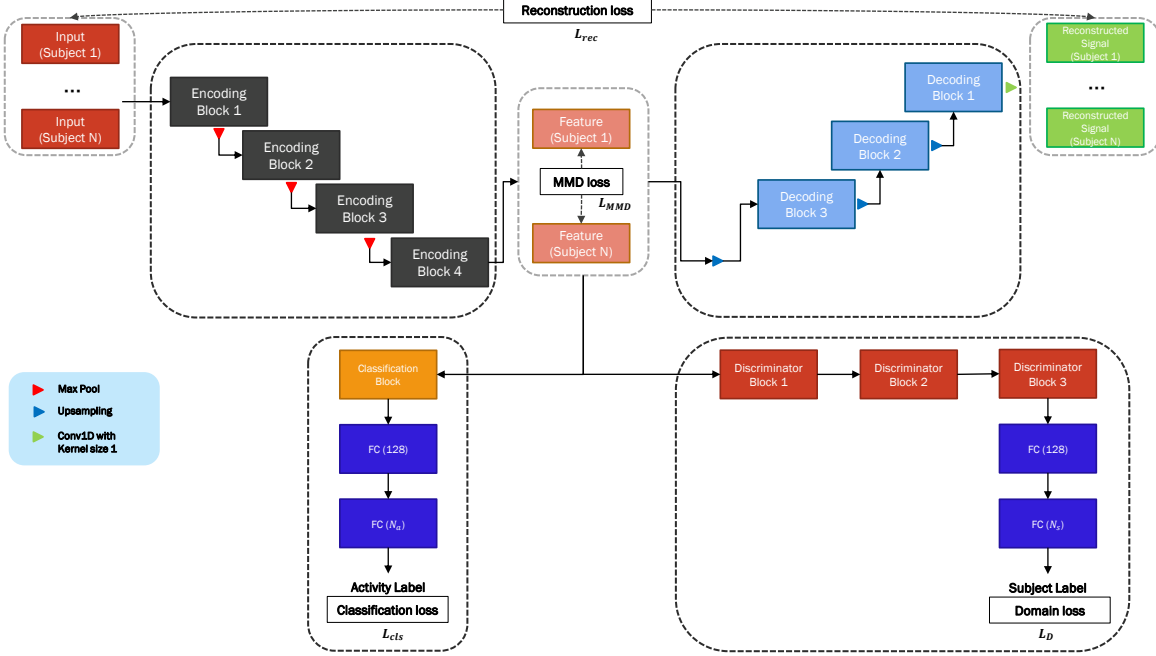 Reconstruction loss
L_rec
Input
(Subject 1)
...
Input
(Subject N)
Encoding
Block 1
Encoding
Block 2
Encoding
Block 3
Encoding
Block 4
Feature
(Subject 1)
MMD loss
L_MMD
Feature
(Subject N)
Decoding
Block 1
Decoding
Block 2
Decoding
Block 3
Reconstructed
Signal
(Subject 1)
...
Reconstructed
Signal
(Subject N)
Max Pool
Upsampling
Conv1D with
Kernel size 1
Classification
Block
FC (128)
FC (N_a)
Activity Label
Classification loss
L_cls
Discriminator
Block 1
Discriminator
Block 2
Discriminator
Block 3
FC (128)
FC (N_s)
Subject Label
Domain loss
L_D